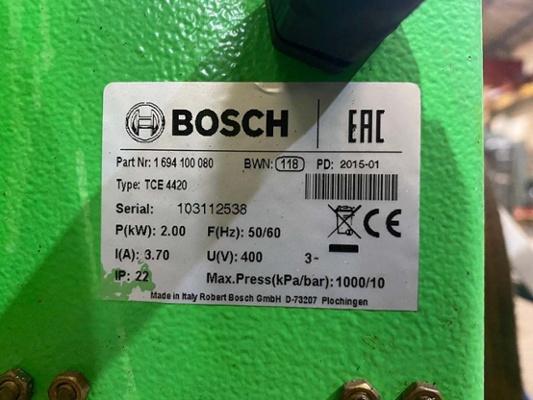 BOSCH EAC
Part Nr: 1 694 100 080 BWN: 118 PD: 2015-01
Type: TCE 4420
Serial: 103112538
P(kW): 2.00 F(Hz): 50/60 CE
I(A): 3.70 U(V): 400 3~
IP: 22 Max.Press(kPa/bar): 1000/10
Made in Italy Robert Bosch GmbH D-73207 Plochingen